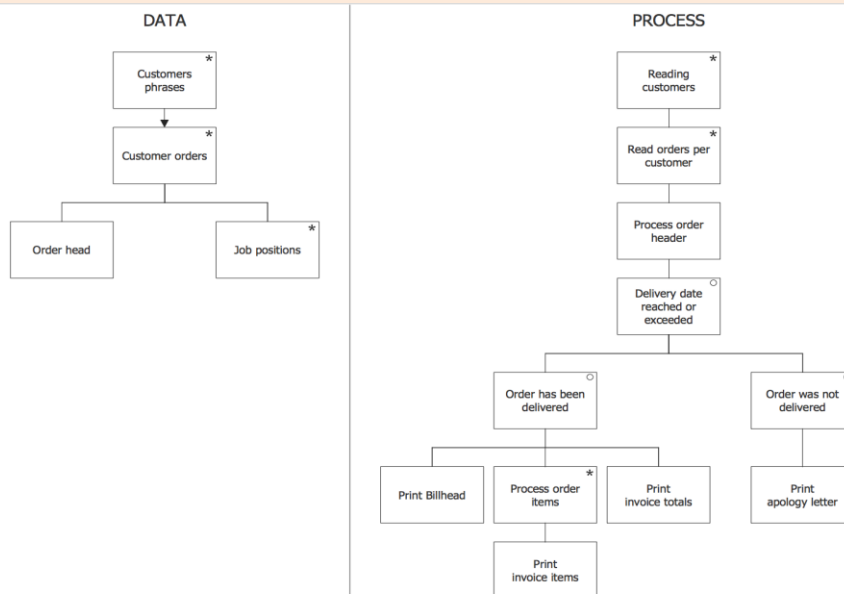 DATA
PROCESS
*
Customers
phrases
*
Customer orders
Order head
*
Job positions
*
Reading
customers
*
Read orders per
customer
Process order
header
Delivery date
reached or
exceeded
Order has been
delivered
Order was not
delivered
Print Billhead
*
Process order
items
Print
invoice totals
Print
apology letter
Print
invoice items